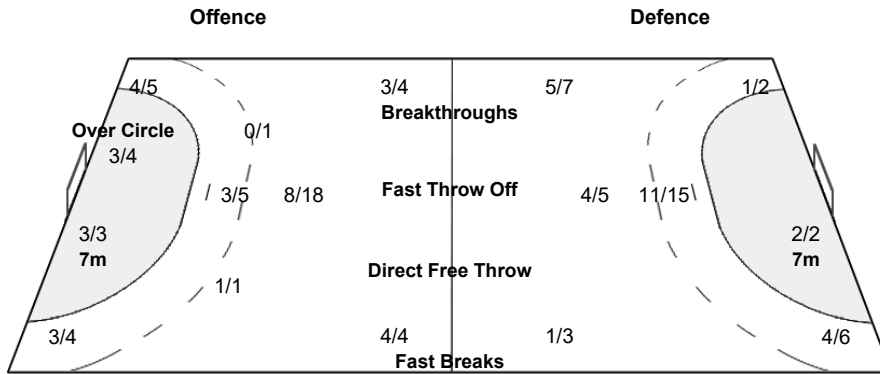 Offence Defence
4/5 3/4 5/7 1/2
Breakthroughs
Over Circle 0/1
3/4
3/5 8/18 Fast Throw Off 4/5 11/15
3/3 2/2
7m 7m
Direct Free Throw
1/1
3/4 4/4 1/3 4/6
Fast Breaks